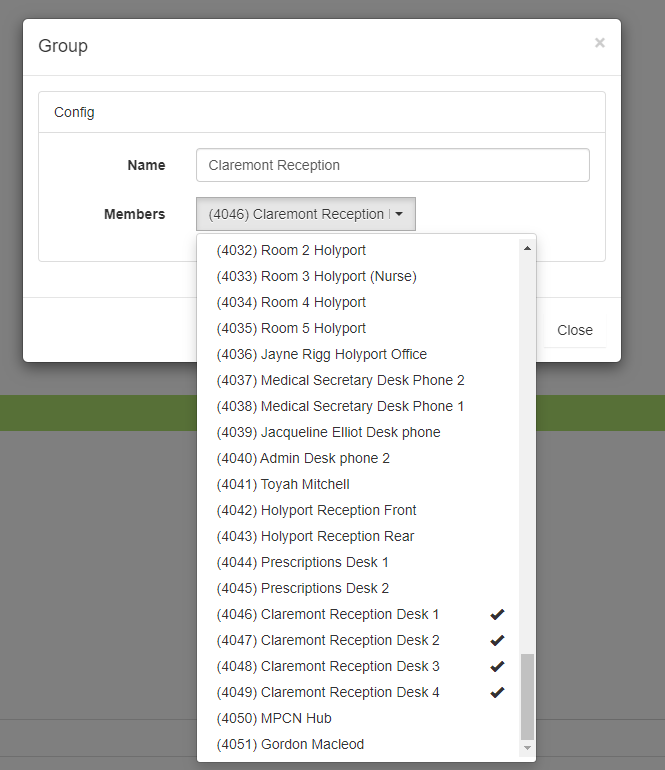 Group
×
Config
Name
Claremont Reception
Members
(4046) Claremont Reception
(4032) Room 2 Holyport
(4033) Room 3 Holyport (Nurse)
(4034) Room 4 Holyport
(4035) Room 5 Holyport
(4036) Jayne Rigg Holyport Office
(4037) Medical Secretary Desk Phone 2
(4038) Medical Secretary Desk Phone 1
(4039) Jacqueline Elliot Desk phone
(4040) Admin Desk phone 2
(4041) Toyah Mitchell
(4042) Holyport Reception Front
(4043) Holyport Reception Rear
(4044) Prescriptions Desk 1
(4045) Prescriptions Desk 2
(4046) Claremont Reception Desk 1
(4047) Claremont Reception Desk 2
(4048) Claremont Reception Desk 3
(4049) Claremont Reception Desk 4
(4050) MPCN Hub
(4051) Gordon Macleod
Close